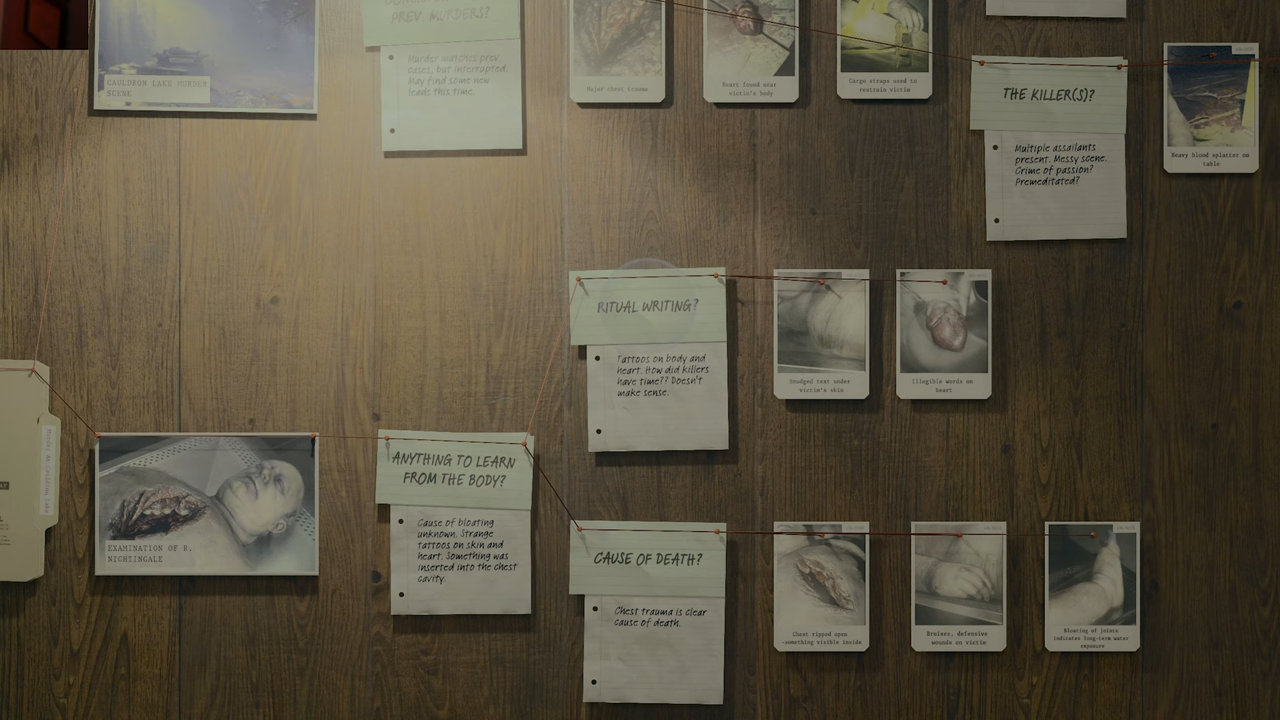 PREV. MURDERS?
Murder matches prev
cases, but interrupted.
May find some new
leads this time.
CAULDRON LAKE MURDER
SCENE
Major chest trauma
Heart found near
victim's body
Cargo straps used to
restrain victim
THE KILLER(S)?
Multiple assailants
present. Messy scene.
Crime of passion?
Premeditated?
Heavy blood splatter on
table
RITUAL WRITING?
Tattoos on body and
heart. How did killers
have time?? Doesn't
make sense.
Smudged text under
victim's skin
Illegible words on
heart
EXAMINATION OF R.
NIGHTINGALE
ANYTHING TO LEARN
FROM THE BODY?
Cause of bloating
unknown. Strange
tattoos on skin and
heart. Something was
inserted into the chest
cavity.
CAUSE OF DEATH?
Chest trauma is clear
cause of death.
Chest ripped open
-something visible inside
Bruises, defensive
wounds on victim
Bloating of joints
indicates long-term water
exposure